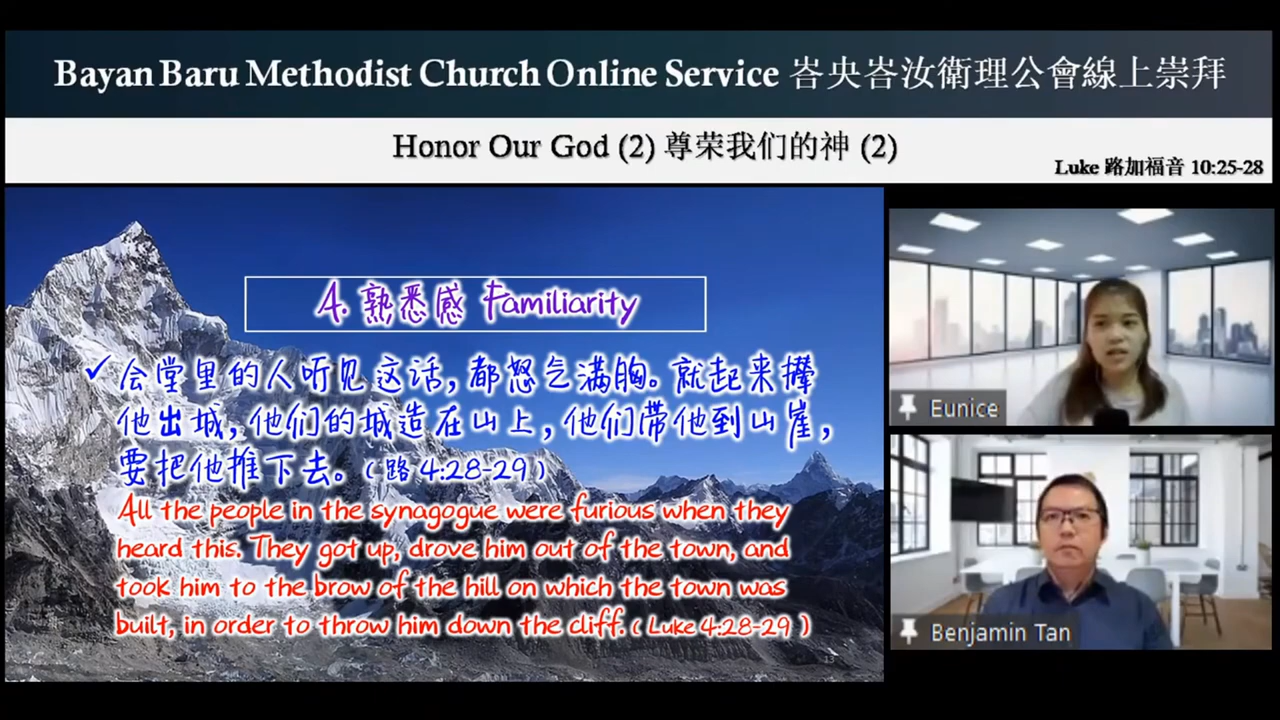 Bayan Baru Methodist Church Online Service 峇央峇汝衛理公會線上崇拜
Honor Our God (2) 尊荣我们的神 (2)
Luke 路加福音 10:25-28
A. 熟悉感 Familiarity
✓ 会堂里的人听见这话,都怒气满胸。就起来撵
他出城,他们的城造在山上,他们带他到山崖,
要把他推下去。(路 4:28-29)
All the people in the synagogue were furious when they
heard this. They got up, drove him out of the town, and
took him to the brow of the hill on which the town was
built, in order to throw him down the cliff. ( Luke 4:28-29 )
13
Eunice
Benjamin Tan